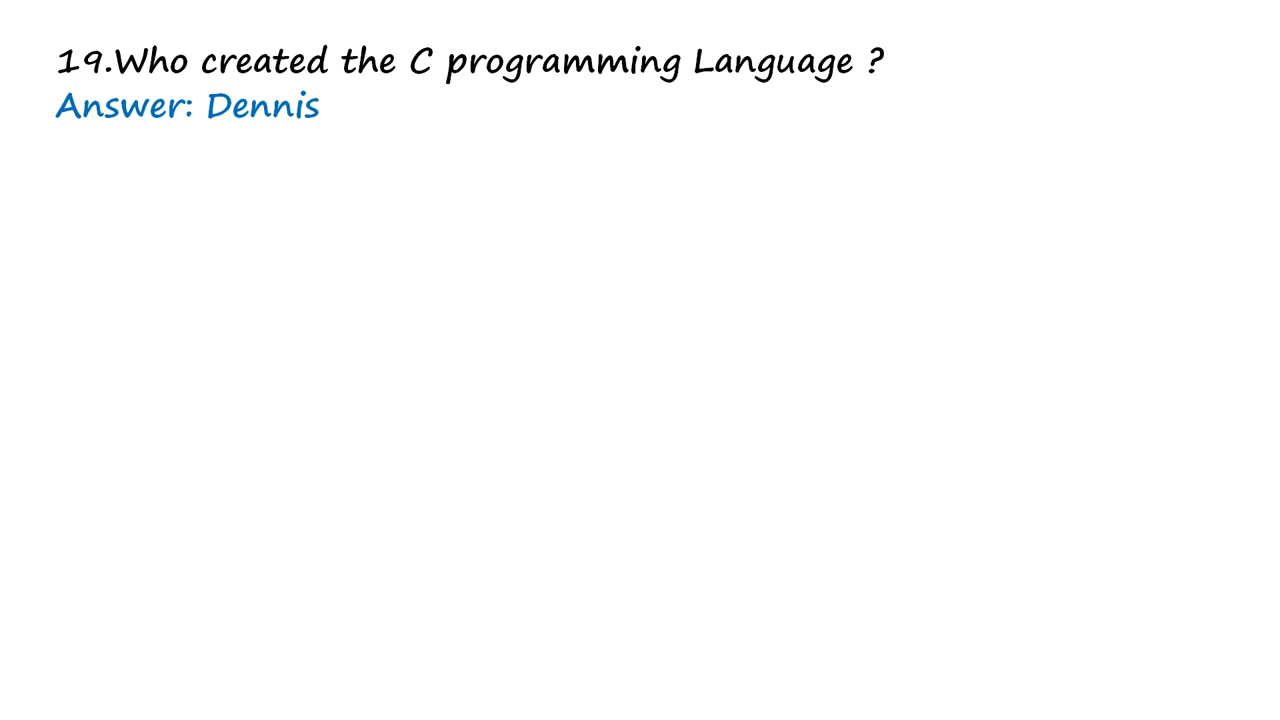 19.Who created the C programming Language ?
Answer: Dennis